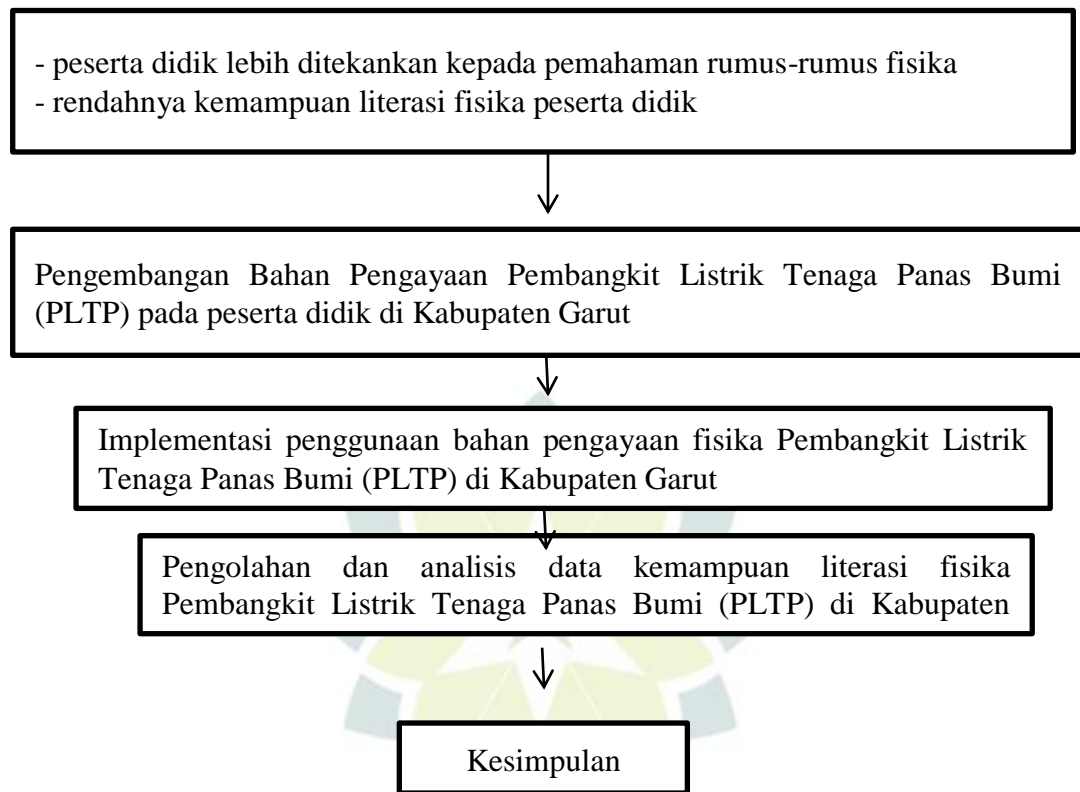 - peserta didik lebih ditekankan kepada pemahaman rumus-rumus fisika
- rendahnya kemampuan literasi fisika peserta didik
Pengembangan Bahan Pengayaan Pembangkit Listrik Tenaga Panas Bumi
(PLTP) pada peserta didik di Kabupaten Garut
Implementasi penggunaan bahan pengayaan fisika Pembangkit Listrik
Tenaga Panas Bumi (PLTP) di Kabupaten Garut
Pengolahan dan analisis data kemampuan literasi fisika
Pembangkit Listrik Tenaga Panas Bumi (PLTP) di Kabupaten
Kesimpulan